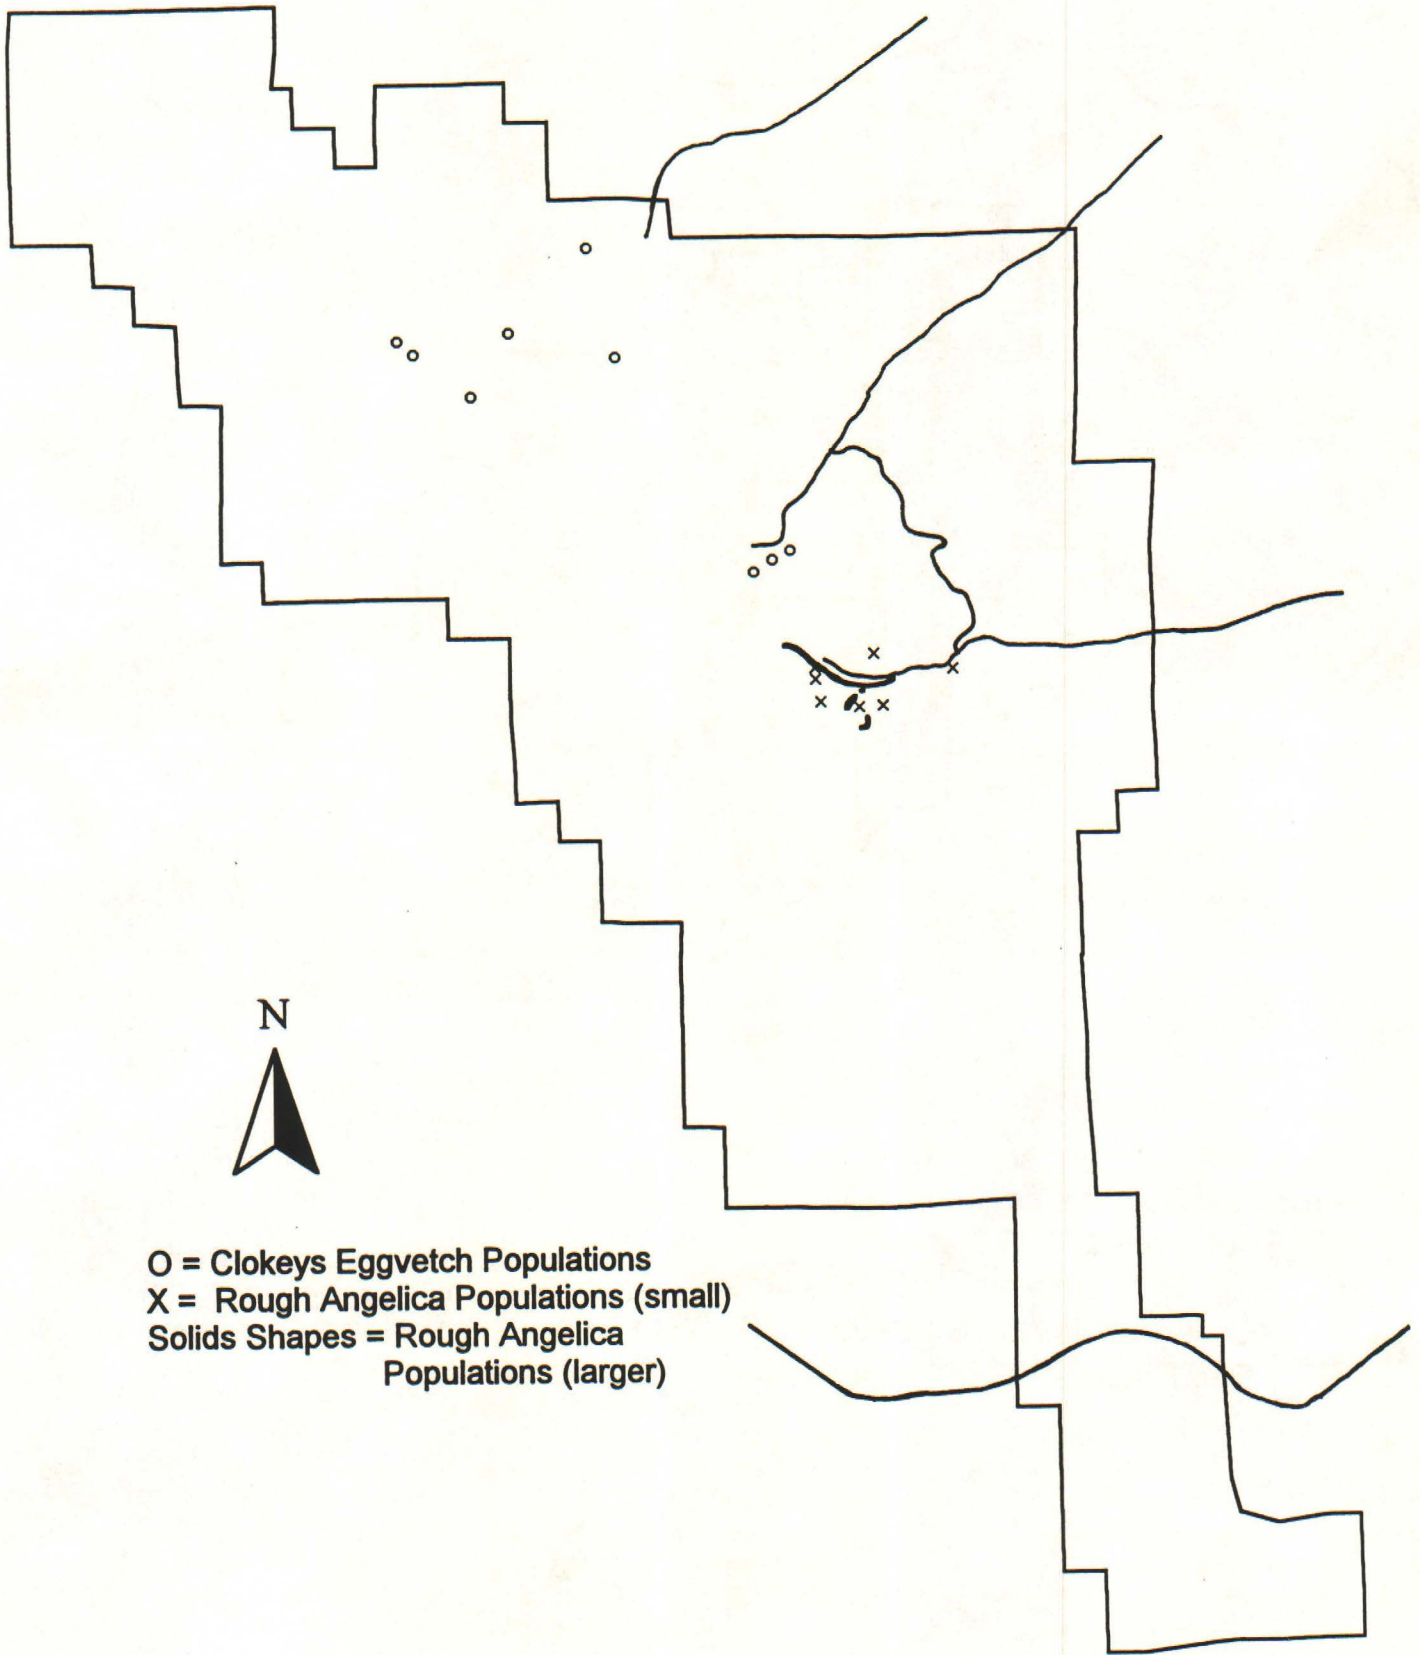 N
O = Clokeys Eggvetch Populations
X = Rough Angelica Populations (small)
Solids Shapes = Rough Angelica
Populations (larger)